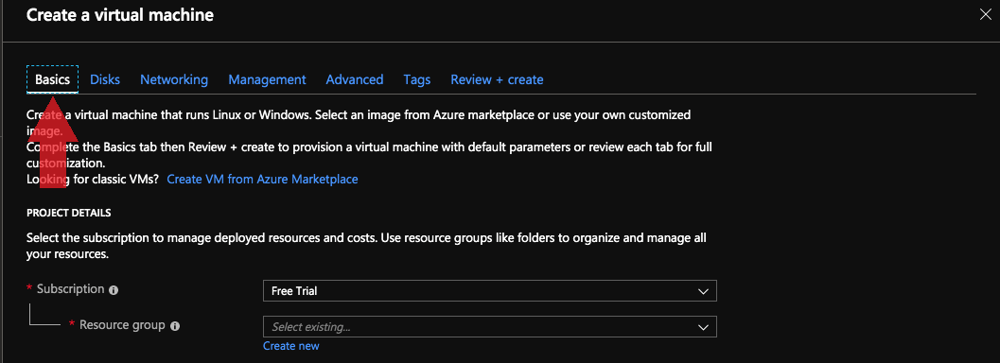 Create a virtual machine
Basics Disks Networking Management Advanced Tags Review + create
Create a virtual machine that runs Linux or Windows. Select an image from Azure marketplace or use your own customized
image.
Complete the Basics tab then Review + create to provision a virtual machine with default parameters or review each tab for full
customization.
Looking for classic VMs? Create VM from Azure Marketplace
PROJECT DETAILS
Select the subscription to manage deployed resources and costs. Use resource groups like folders to organize and manage all
your resources.
* Subscription Free Trial
* Resource group Select existing...
Create new